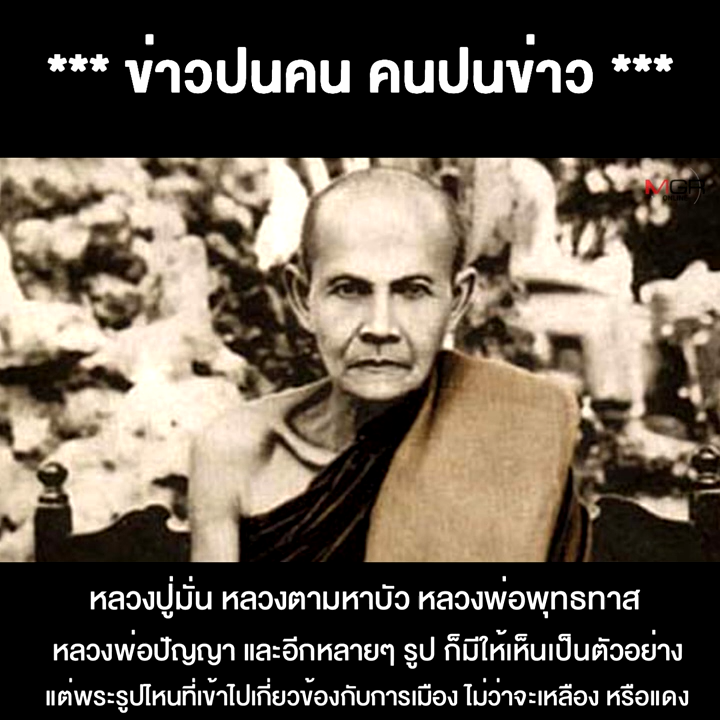 *** ข่าวปนคน คนปนข่าว ***
MGR
หลวงปู่มั่น หลวงตามหาบัว หลวงพ่อพุทธทาส
หลวงพ่อปัญญา และอีกหลายๆ รูป ก็มีให้เห็นเป็นตัวอย่าง
แต่พระรูปไหนที่เข้าไปเกี่ยวข้องกับการเมือง ไม่ว่าจะเหลือง หรือแดง